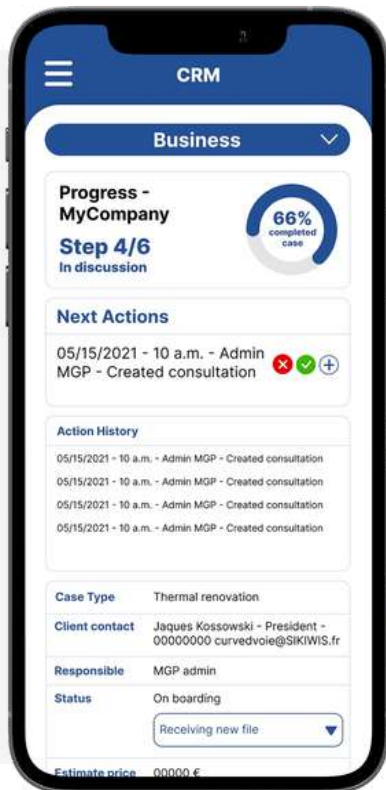 CRM
Business
Progress -
MyCompany
Step 4/6
In discussion
66%
completed
case
Next Actions
05/15/2021 - 10 a.m. - Admin
MGP - Created consultation
Action History
05/15/2021 - 10 a.m. - Admin MGP - Created consultation
05/15/2021 - 10 a.m. - Admin MGP - Created consultation
05/15/2021 - 10 a.m. - Admin MGP - Created consultation
05/15/2021 - 10 a.m. - Admin MGP - Created consultation
Case Type Thermal renovation
Client contact Jaques Kossowski - President -
00000000 curvedvoie@SIKIWIS.fr
Responsible MGP admin
Status On boarding
Receiving new file
Estimate price 00000 €